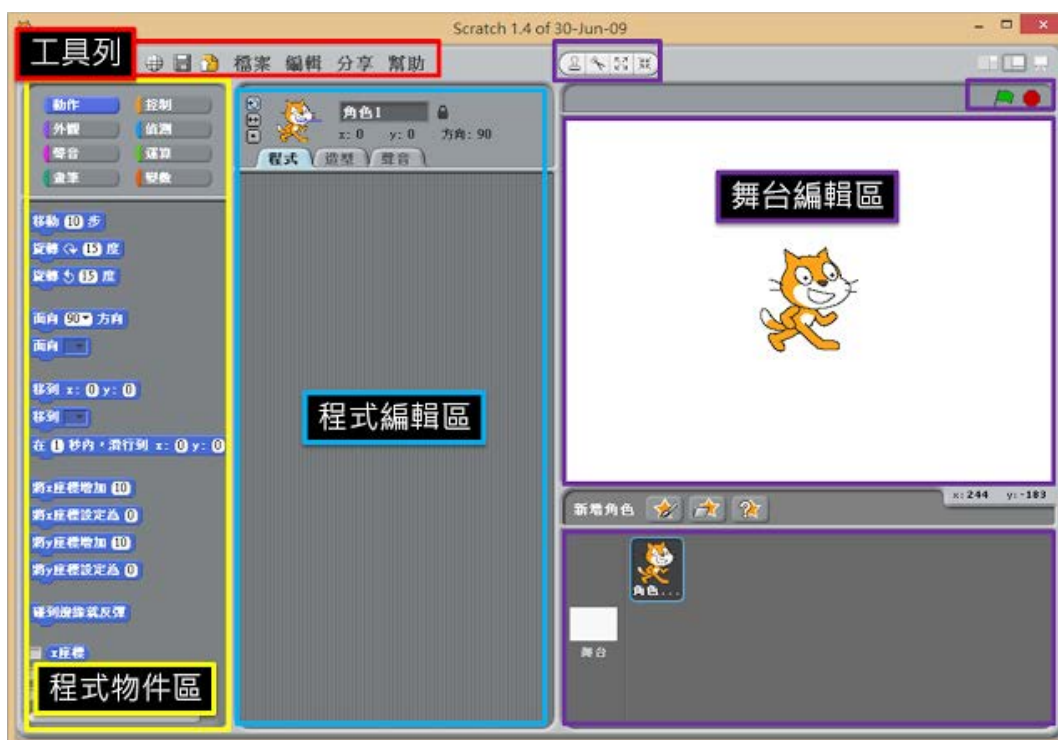 Scratch 1.4 of 30-Jun-09
工具列
檔案 編輯 分享 幫助
動作 控制
外觀 偵測
聲音 運算
畫筆 變數
角色1
x: 0 y: 0 方向: 90
程式 造型 聲音
舞台編輯區
移動 10 步
旋轉 15 度
旋轉 15 度
面向 90 方向
面向
移到 x: 0 y: 0
移到
在 1 秒內,滑行到 x: 0 y: 0
程式編輯區
將x座標增加 10
將x座標設定為 0
將y座標增加 10
將y座標設定為 0
碰到邊緣就反彈
x座標
程式物件區
x: 244 y: -183
新增角色
角色...
舞台